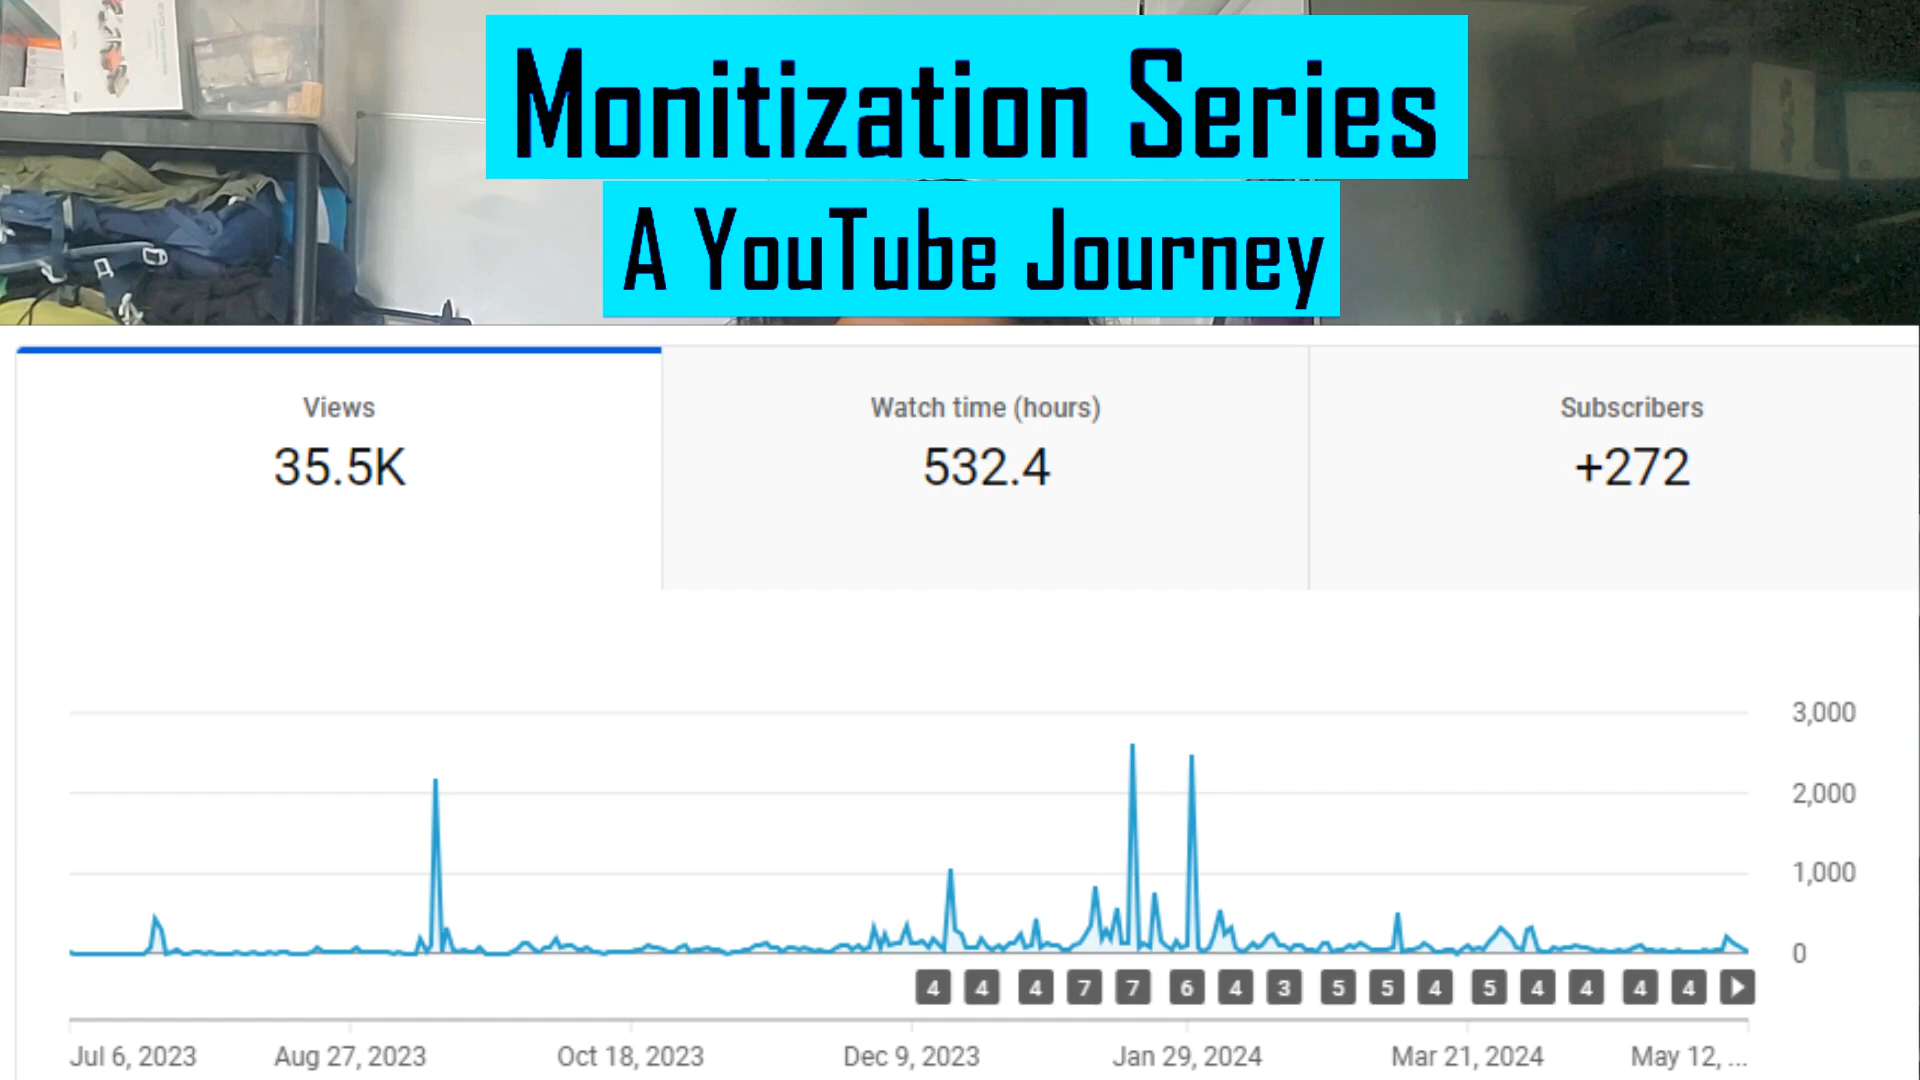 Monitization Series
A YouTube Journey
Views
35.5K
Watch time (hours)
532.4
Subscribers
+272
3,000
2,000
1,000
0
4 4 4 7 7 6 4 3 5 5 4 5 4 4 4 4
Jul 6, 2023 Aug 27, 2023 Oct 18, 2023 Dec 9, 2023 Jan 29, 2024 Mar 21, 2024 May 12, ...